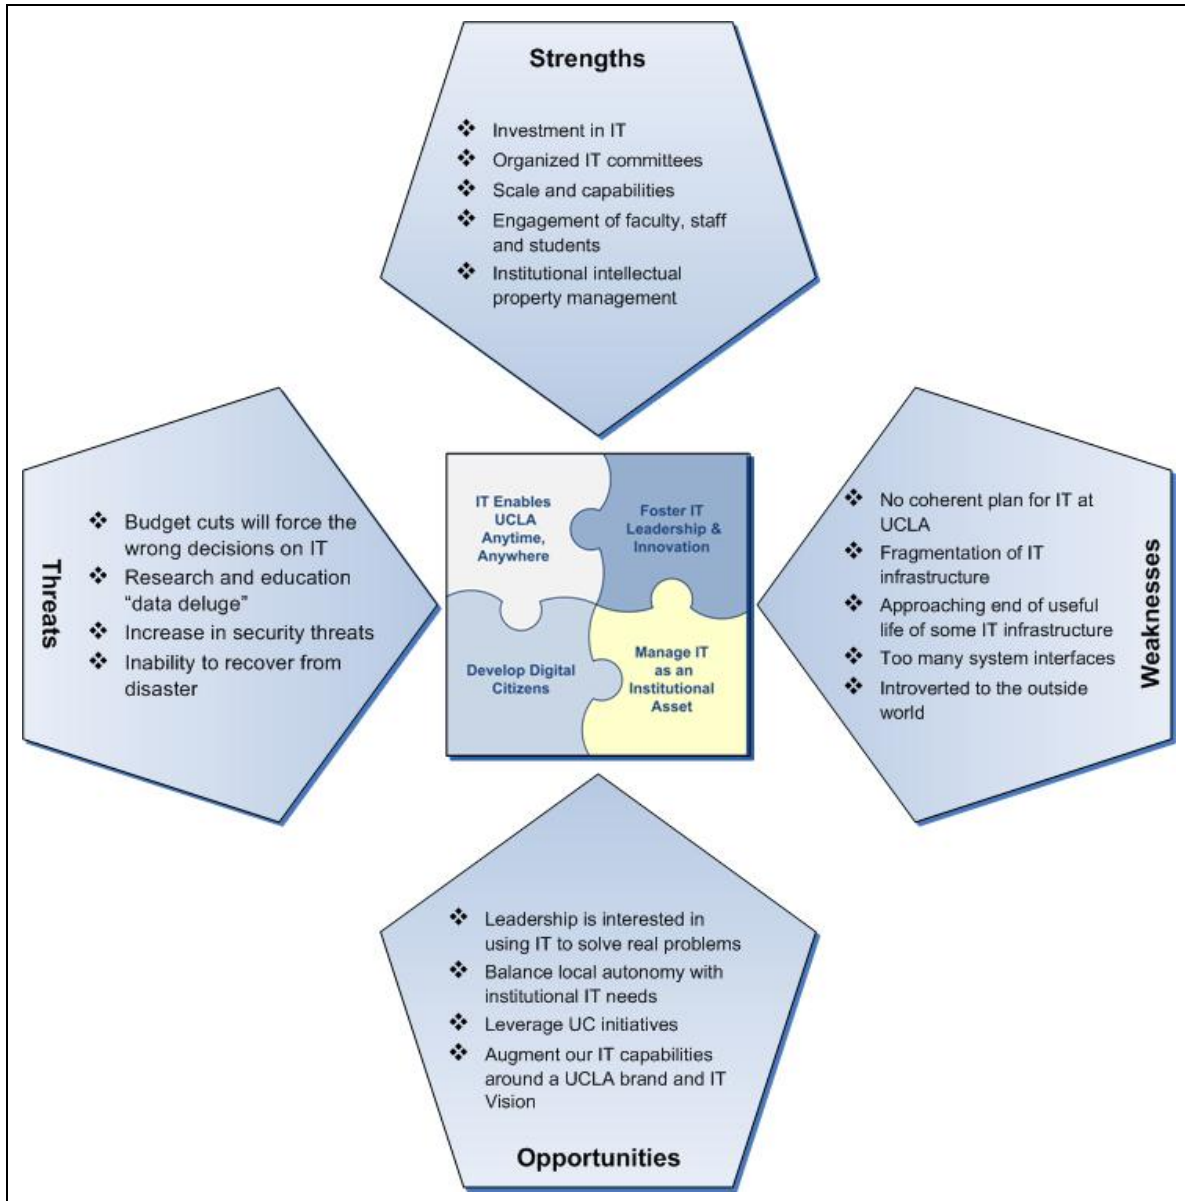 Strengths
❖ Investment in IT
❖ Organized IT committees
❖ Scale and capabilities
❖ Engagement of faculty, staff
and students
❖ Institutional intellectual
property management
Threats
❖ Budget cuts will force the
wrong decisions on IT
❖ Research and education
“data deluge”
❖ Increase in security threats
❖ Inability to recover from
disaster
IT Enables
UCLA
Anytime,
Anywhere
Foster IT
Leadership &
Innovation
Develop Digital
Citizens
Manage IT
as an
Institutional
Asset
Weaknesses
❖ No coherent plan for IT at
UCLA
❖ Fragmentation of IT
infrastructure
❖ Approaching end of useful
life of some IT infrastructure
❖ Too many system interfaces
❖ Introverted to the outside
world
❖ Leadership is interested in
using IT to solve real problems
❖ Balance local autonomy with
institutional IT needs
❖ Leverage UC initiatives
❖ Augment our IT capabilities
around a UCLA brand and IT
Vision
Opportunities